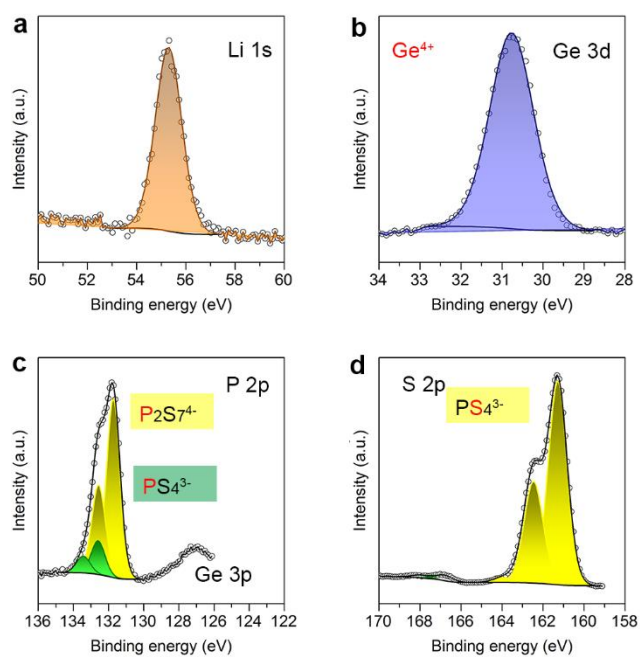 a
Li 1s
Intensity (a.u.)
50 52 54 56 58 60
Binding energy (eV)
b
Ge⁴⁺
Ge 3d
Intensity (a.u.)
34 33 32 31 30 29 28
Binding energy (eV)
c
P 2p
P₂S₇⁴⁻
PS₄³⁻
Ge 3p
Intensity (a.u.)
136 134 132 130 128 126 124 122
Binding energy (eV)
d
S 2p
PS₄³⁻
Intensity (a.u.)
170 168 166 164 162 160 158
Binding energy (eV)